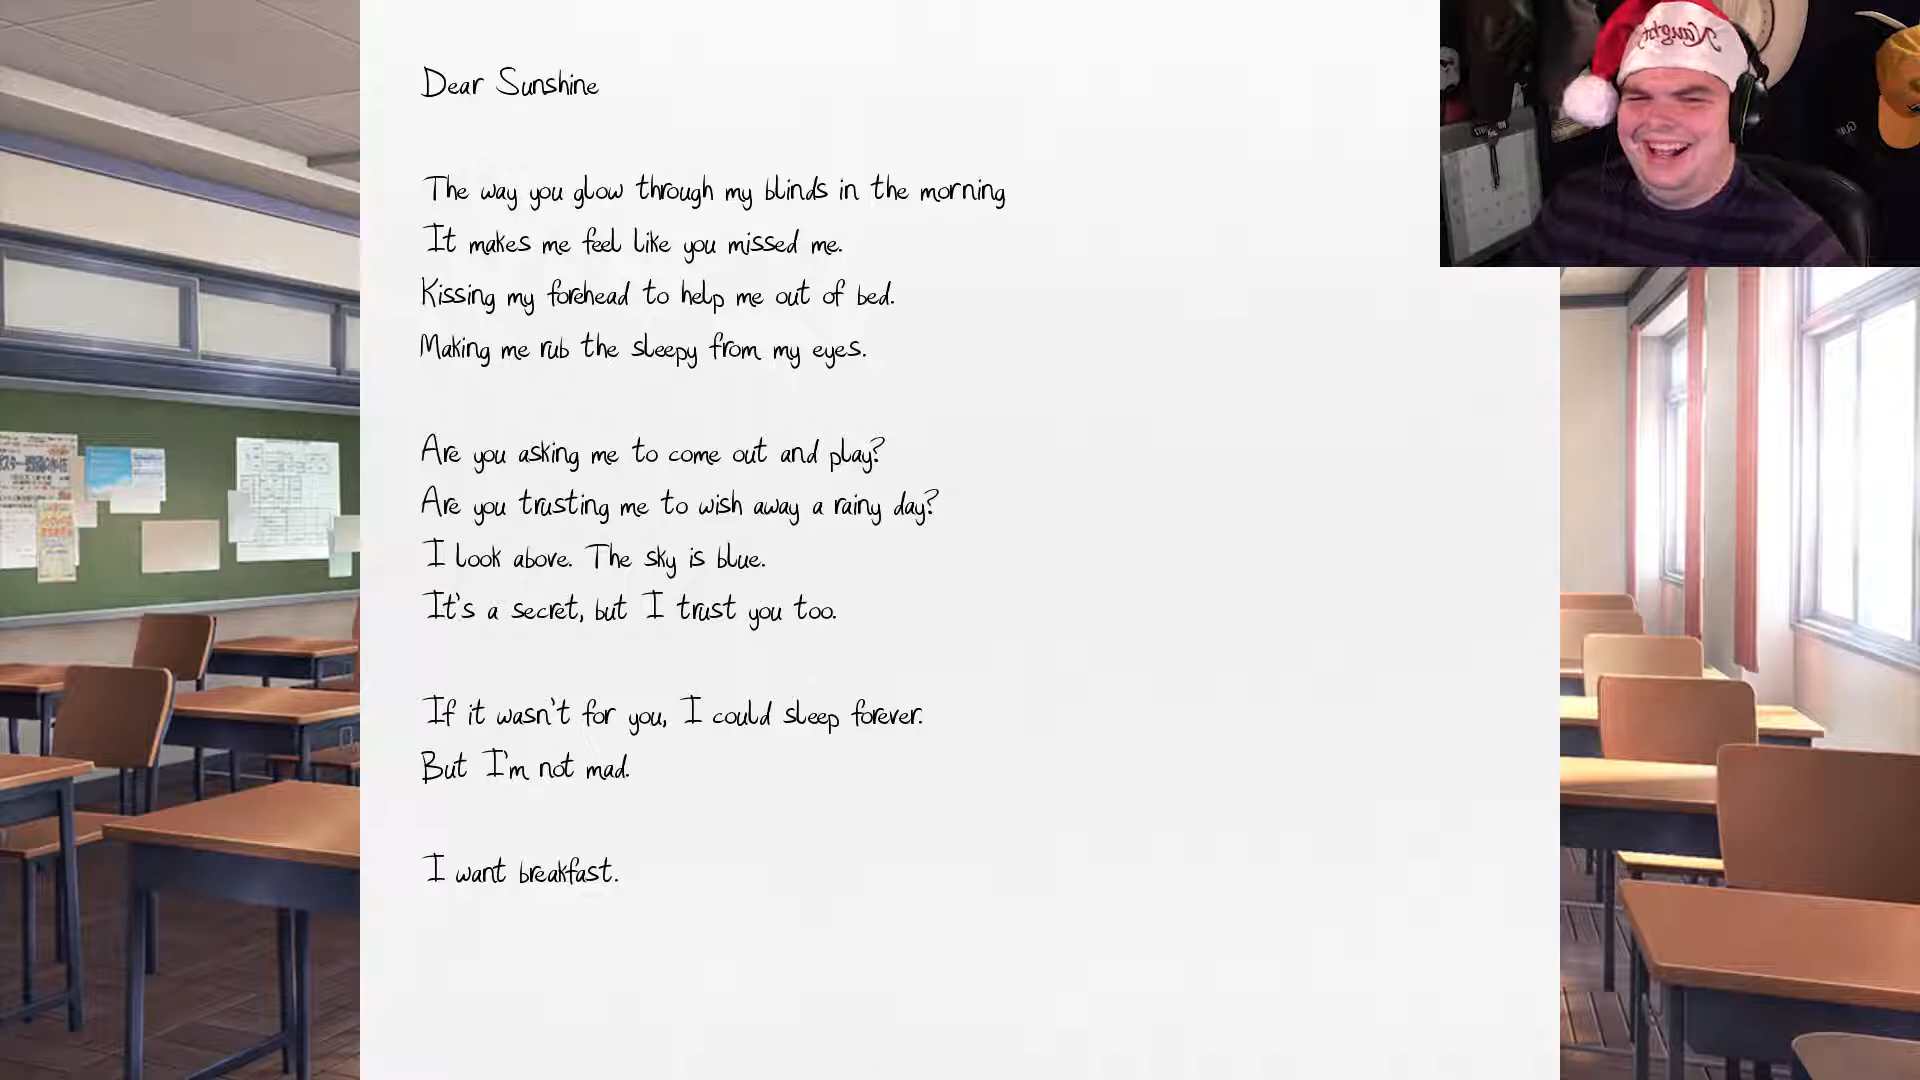 Dear Sunshine
The way you glow through my blinds in the morning
It makes me feel like you missed me.
Kissing my forehead to help me out of bed.
Making me rub the sleepy from my eyes.
Are you asking me to come out and play?
Are you trusting me to wish away a rainy day?
I look above. The sky is blue.
It's a secret, but I trust you too.
If it wasn't for you, I could sleep forever.
But I'm not mad.
I want breakfast.
Naughty